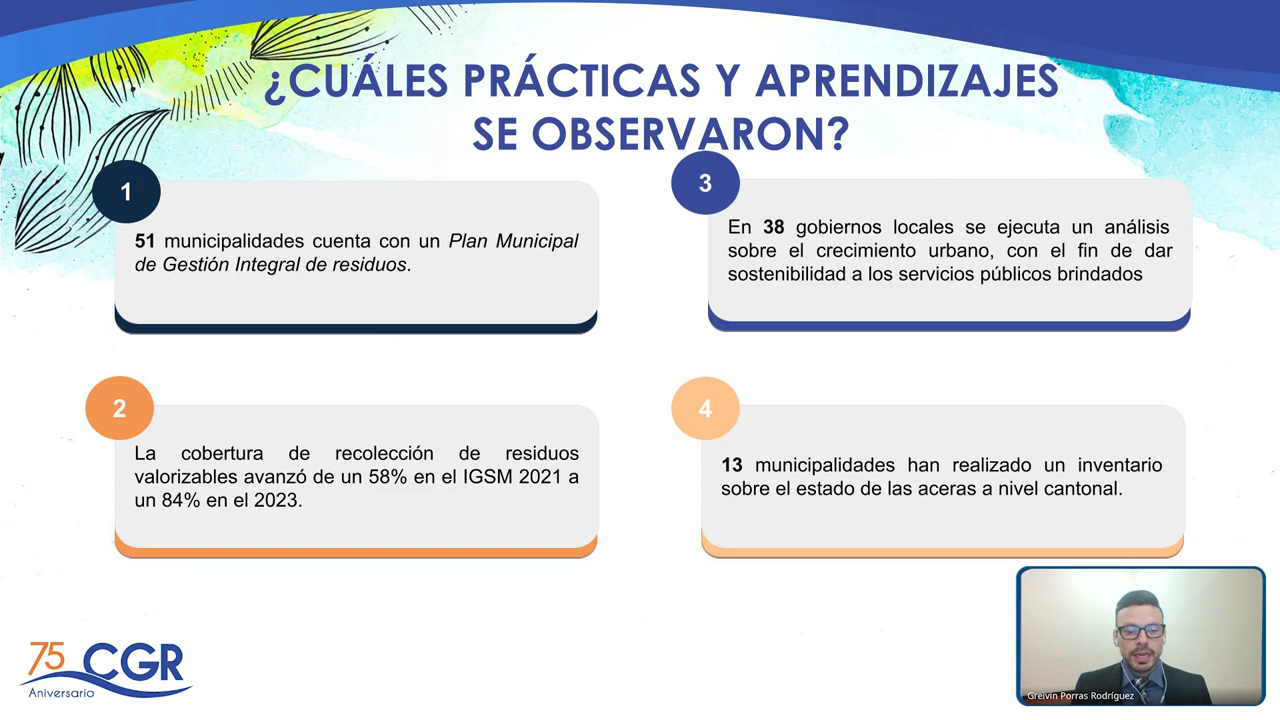 ¿CUÁLES PRÁCTICAS Y APRENDIZAJES
SE OBSERVARON?
1
51 municipalidades cuenta con un Plan Municipal
de Gestión Integral de residuos.
2
La cobertura de recolección de residuos
valorizables avanzó de un 58% en el IGSM 2021 a
un 84% en el 2023.
3
En 38 gobiernos locales se ejecuta un análisis
sobre el crecimiento urbano, con el fin de dar
sostenibilidad a los servicios públicos brindados
4
13 municipalidades han realizado un inventario
sobre el estado de las aceras a nivel cantonal.
75 CGR
Aniversario
Greivin Porras Rodríguez